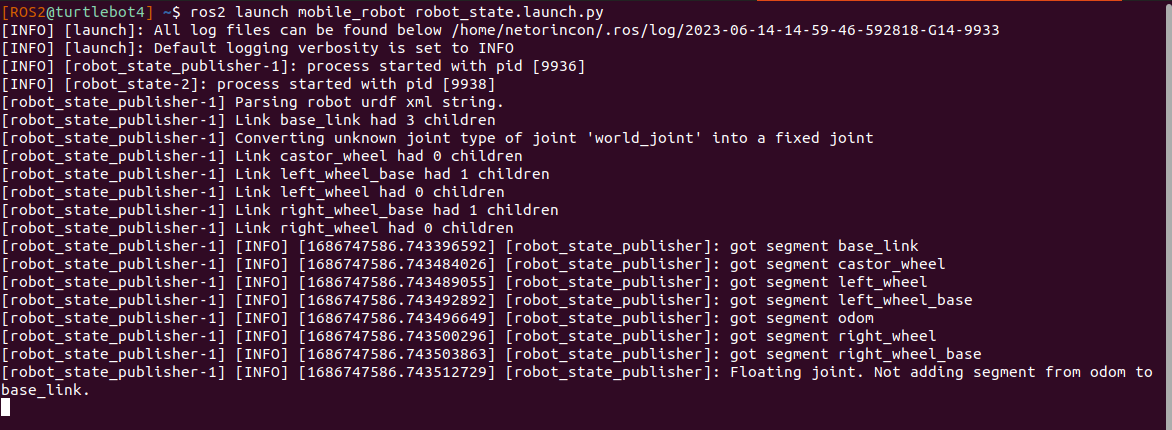 [ROS2@turtlebot4] ~$ ros2 launch mobile_robot robot_state.launch.py
[INFO] [launch]: All log files can be found below /home/netorincon/.ros/log/2023-06-14-14-59-46-592818-G14-9933
[INFO] [launch]: Default logging verbosity is set to INFO
[INFO] [robot_state_publisher-1]: process started with pid [9936]
[INFO] [robot_state-2]: process started with pid [9938]
[robot_state_publisher-1] Parsing robot urdf xml string.
[robot_state_publisher-1] Link base_link had 3 children
[robot_state_publisher-1] Converting unknown joint type of joint 'world_joint' into a fixed joint
[robot_state_publisher-1] Link castor_wheel had 0 children
[robot_state_publisher-1] Link left_wheel_base had 1 children
[robot_state_publisher-1] Link left_wheel had 0 children
[robot_state_publisher-1] Link right_wheel_base had 1 children
[robot_state_publisher-1] Link right_wheel had 0 children
[robot_state_publisher-1] [INFO] [1686747586.743396592] [robot_state_publisher]: got segment base_link
[robot_state_publisher-1] [INFO] [1686747586.743484026] [robot_state_publisher]: got segment castor_wheel
[robot_state_publisher-1] [INFO] [1686747586.743489055] [robot_state_publisher]: got segment left_wheel
[robot_state_publisher-1] [INFO] [1686747586.743492892] [robot_state_publisher]: got segment left_wheel_base
[robot_state_publisher-1] [INFO] [1686747586.743496649] [robot_state_publisher]: got segment odom
[robot_state_publisher-1] [INFO] [1686747586.743500296] [robot_state_publisher]: got segment right_wheel
[robot_state_publisher-1] [INFO] [1686747586.743503863] [robot_state_publisher]: got segment right_wheel_base
[robot_state_publisher-1] [INFO] [1686747586.743512729] [robot_state_publisher]: Floating joint. Not adding segment from odom to
base_link.